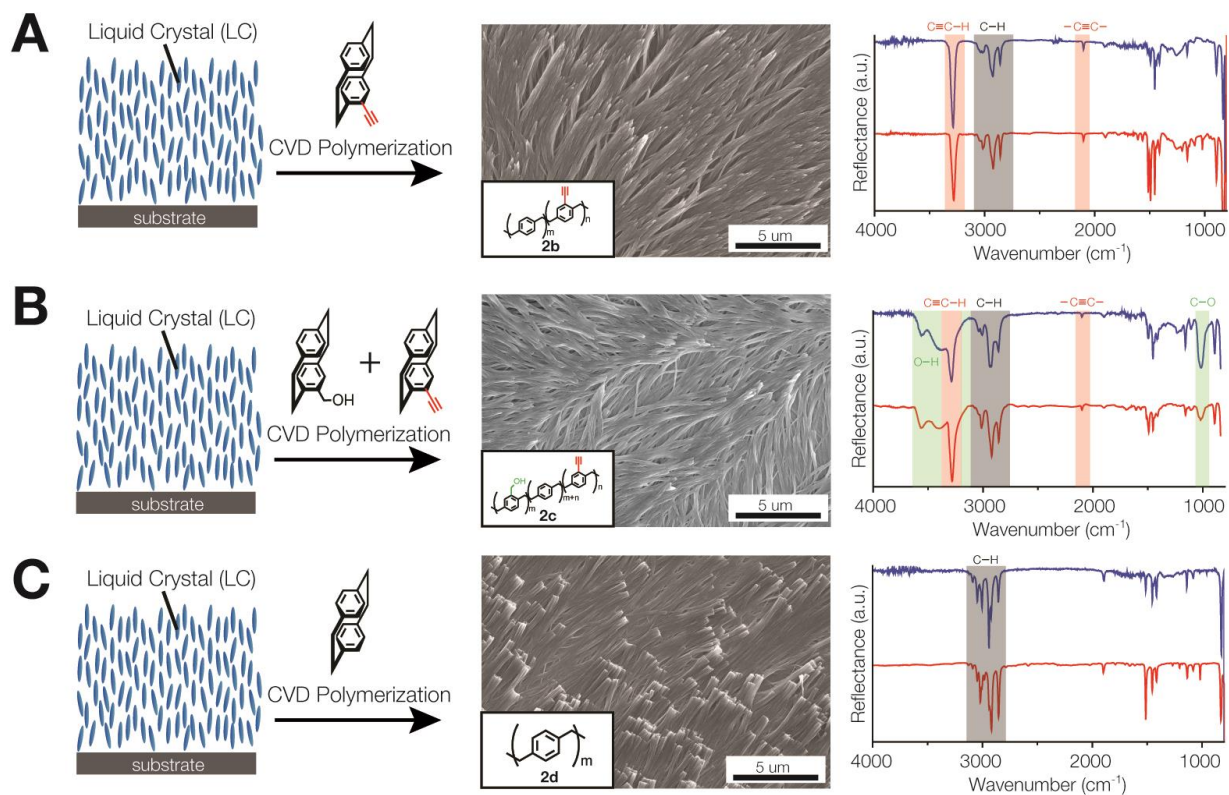 A
Liquid Crystal (LC)
substrate
CVD Polymerization
m
n
2b
5 um
C≡C–H
C–H
–C≡C–
Reflectance (a.u.)
4000
3000
2000
1000
Wavenumber (cm⁻¹)
B
Liquid Crystal (LC)
substrate
OH
+
CVD Polymerization
OH
m
m+n
n
2c
5 um
C≡C–H
C–H
–C≡C–
C–O
O–H
Reflectance (a.u.)
4000
3000
2000
1000
Wavenumber (cm⁻¹)
C
Liquid Crystal (LC)
substrate
CVD Polymerization
m
2d
5 um
C–H
Reflectance (a.u.)
4000
3000
2000
1000
Wavenumber (cm⁻¹)